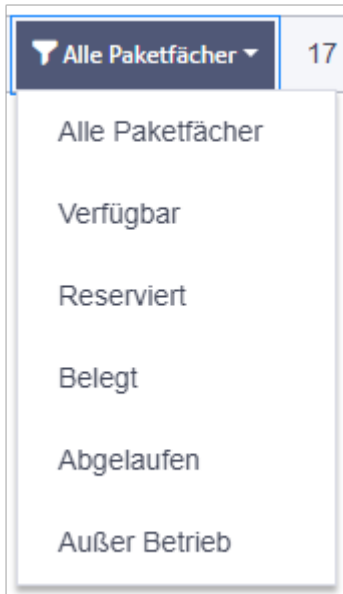 Alle Paketfächer 17
Alle Paketfächer
Verfügbar
Reserviert
Belegt
Abgelaufen
Außer Betrieb